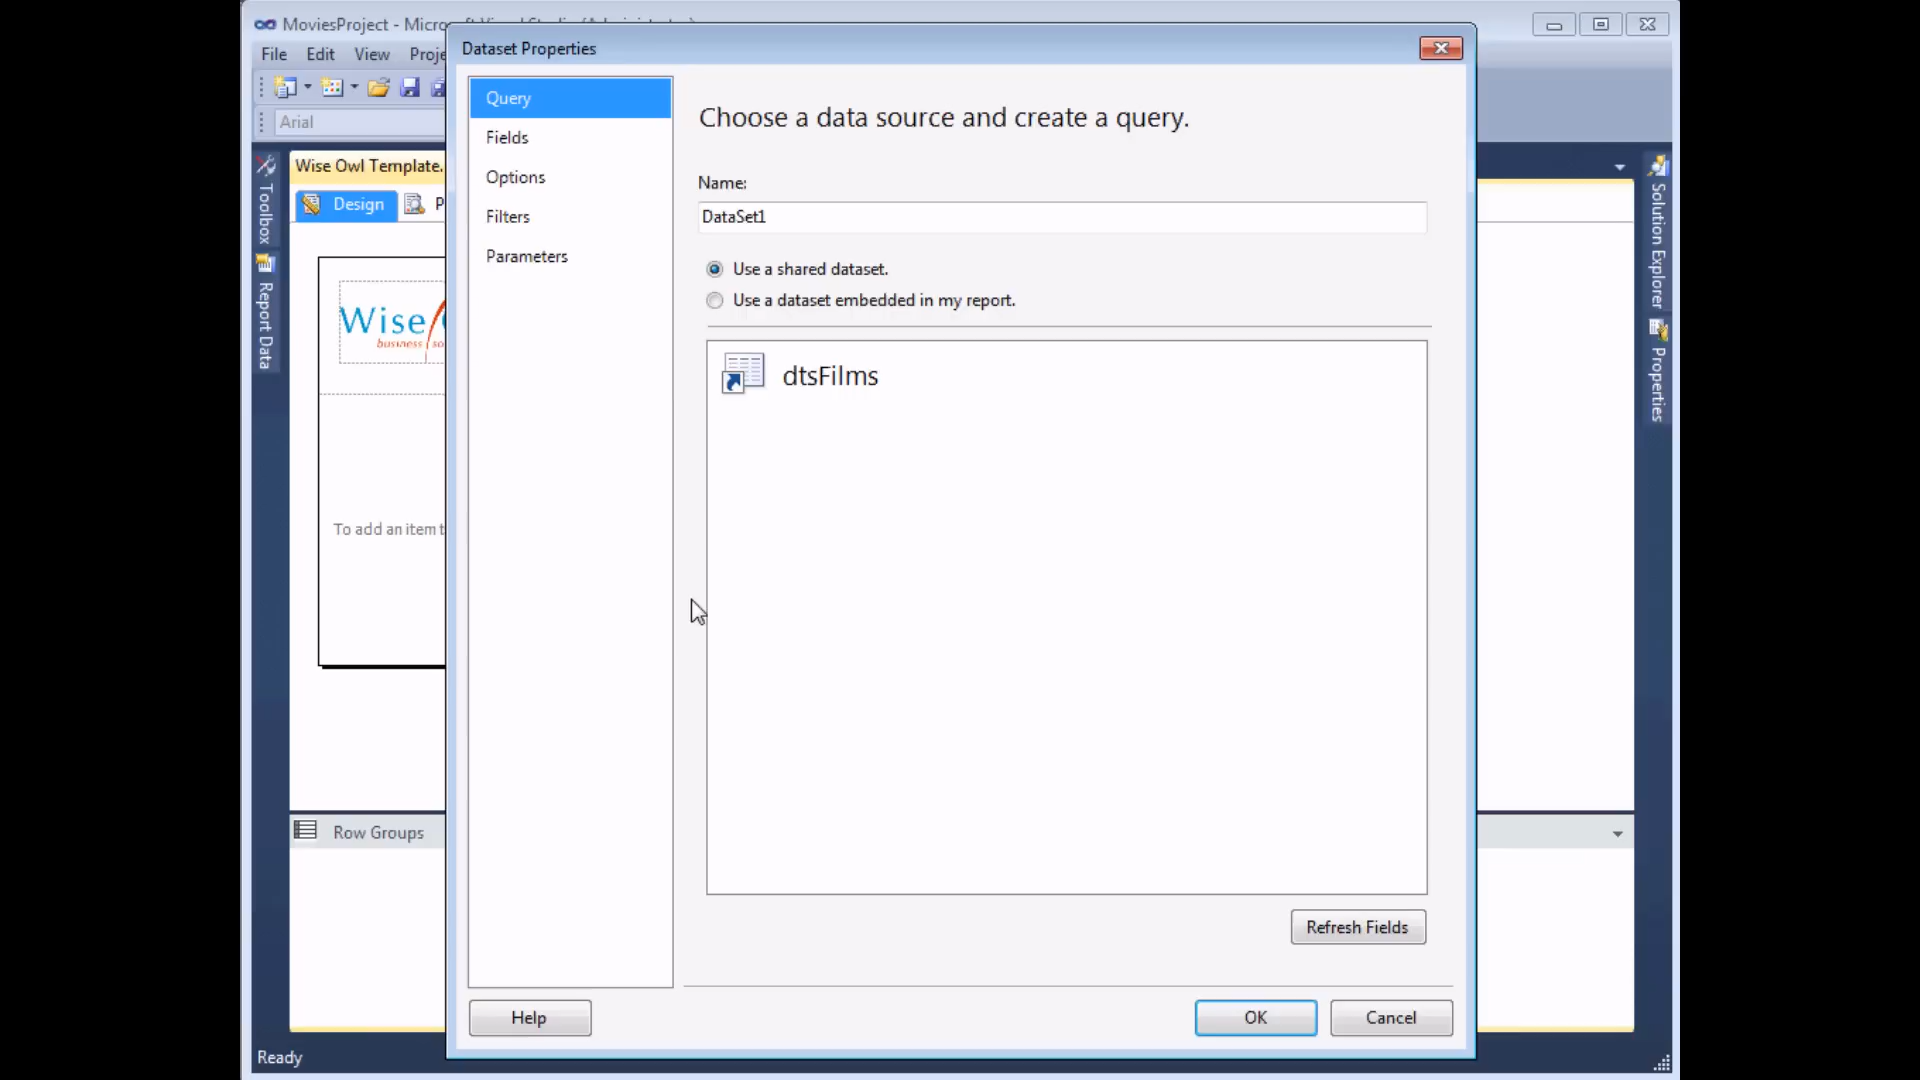 MoviesProject - Micro
Dataset Properties
File Edit View Proje
Arial
Toolbox
Report Data
Wise Owl Template.
Design P
Wise
business so
To add an item t
Row Groups
Ready
Query
Fields
Options
Filters
Parameters
Choose a data source and create a query.
Name:
DataSet1
Use a shared dataset.
Use a dataset embedded in my report.
dtsFilms
Refresh Fields
Help
OK
Cancel
Solution Explorer
Properties